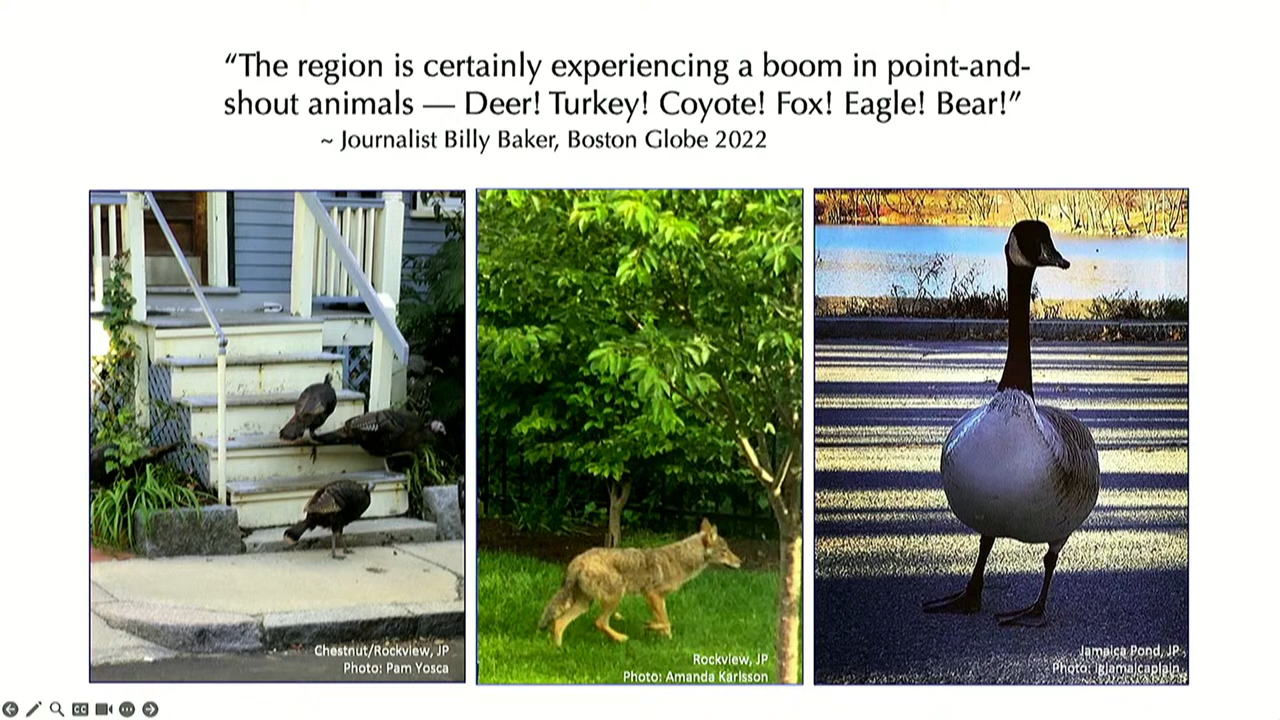 “The region is certainly experiencing a boom in point-and-
shout animals — Deer! Turkey! Coyote! Fox! Eagle! Bear!”
~ Journalist Billy Baker, Boston Globe 2022
Chestnut/Rockview, JP
Photo: Pam Yosca
Rockview, JP
Photo: Amanda Karlsson
Jamaica Pond, JP
Photo: igjamaicaplain
CC